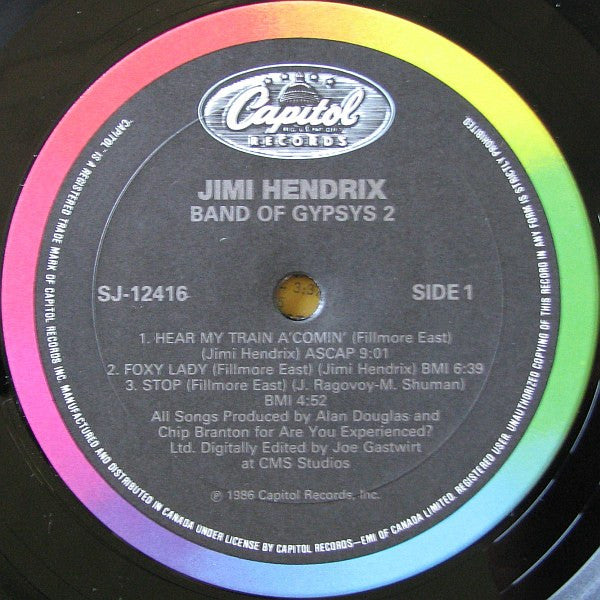 Capitol
REG. U.S. PAT. OFF.
RECORDS
JIMI HENDRIX
BAND OF GYPSYS 2
SJ-12416
SIDE 1
1. HEAR MY TRAIN A'COMIN' (Fillmore East)
(Jimi Hendrix) ASCAP 9:01
2. FOXY LADY (Fillmore East) (Jimi Hendrix) BMI 6:39
3. STOP (Fillmore East) (J. Ragovoy-M. Shuman)
BMI 4:52
All Songs Produced by Alan Douglas and
Chip Branton for Are You Experienced?
Ltd. Digitally Edited by Joe Gastwirt
at CMS Studios
℗ 1986 Capitol Records, Inc.
"CAPITOL" IS A REGISTERED TRADE MARK OF CAPITOL RECORDS INC. MANUFACTURED AND DISTRIBUTED IN CANADA UNDER LICENSE BY CAPITOL RECORDS—EMI OF CANADA LIMITED. REGISTERED USER. UNAUTHORIZED COPYING OF THIS RECORD IN ANY FORM IS STRICTLY PROHIBITED.